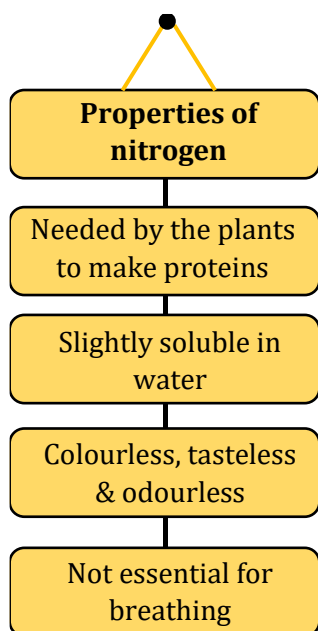 Properties of
nitrogen
Needed by the plants
to make proteins
Slightly soluble in
water
Colourless, tasteless
& odourless
Not essential for
breathing